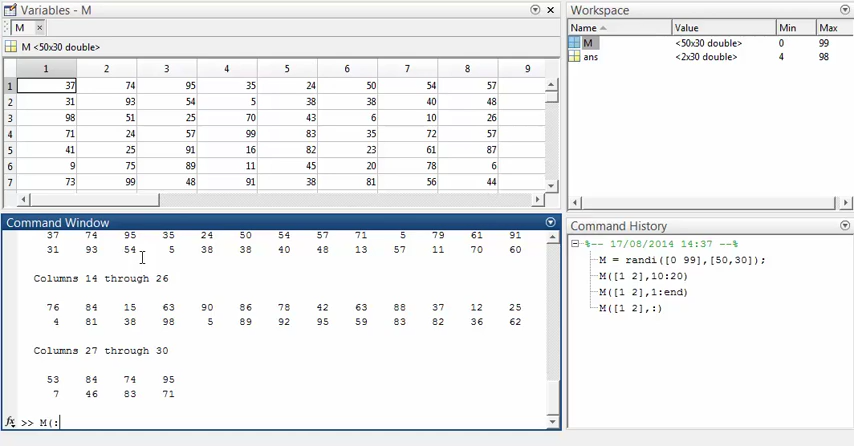 Variables - M
M
M <50x30 double>
1 2 3 4 5 6 7 8 9
1 37 74 95 35 24 50 54 57
2 31 93 54 5 38 38 40 48
3 98 51 25 70 43 6 10 26
4 71 24 57 99 83 35 72 57
5 41 25 91 16 82 23 61 87
6 9 75 89 11 45 20 78 6
7 73 99 48 91 38 81 56 44
Workspace
Name Value Min Max
M <50x30 double> 0 99
ans <2x30 double> 4 98
Command Window
37 74 95 35 24 50 54 57 71 5 79 61 91
31 93 54 5 38 38 40 48 13 57 11 70 60
Columns 14 through 26
76 84 15 63 90 86 78 42 63 88 37 12 25
4 81 38 98 5 89 92 95 59 83 82 36 62
Columns 27 through 30
53 84 74 95
7 46 83 71
fx >> M(:
Command History
%-- 17/08/2014 14:37 --%
M = randi([0 99],[50,30]);
M([1 2],10:20)
M([1 2],1:end)
M([1 2],:)